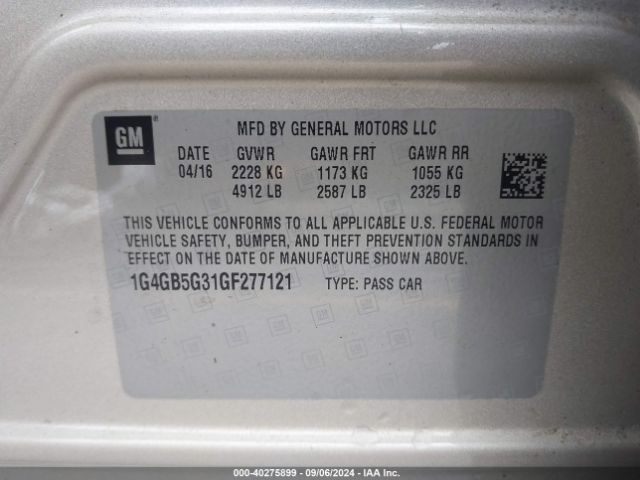 GM ®
MFD BY GENERAL MOTORS LLC
DATE GVWR GAWR FRT GAWR RR
04/16 2228 KG 1173 KG 1055 KG
4912 LB 2587 LB 2325 LB
THIS VEHICLE CONFORMS TO ALL APPLICABLE U.S. FEDERAL MOTOR
VEHICLE SAFETY, BUMPER, AND THEFT PREVENTION STANDARDS IN
EFFECT ON THE DATE OF MANUFACTURE SHOWN ABOVE.
1G4GB5G31GF277121 TYPE: PASS CAR
000-40275899 - 09/06/2024 - IAA Inc.